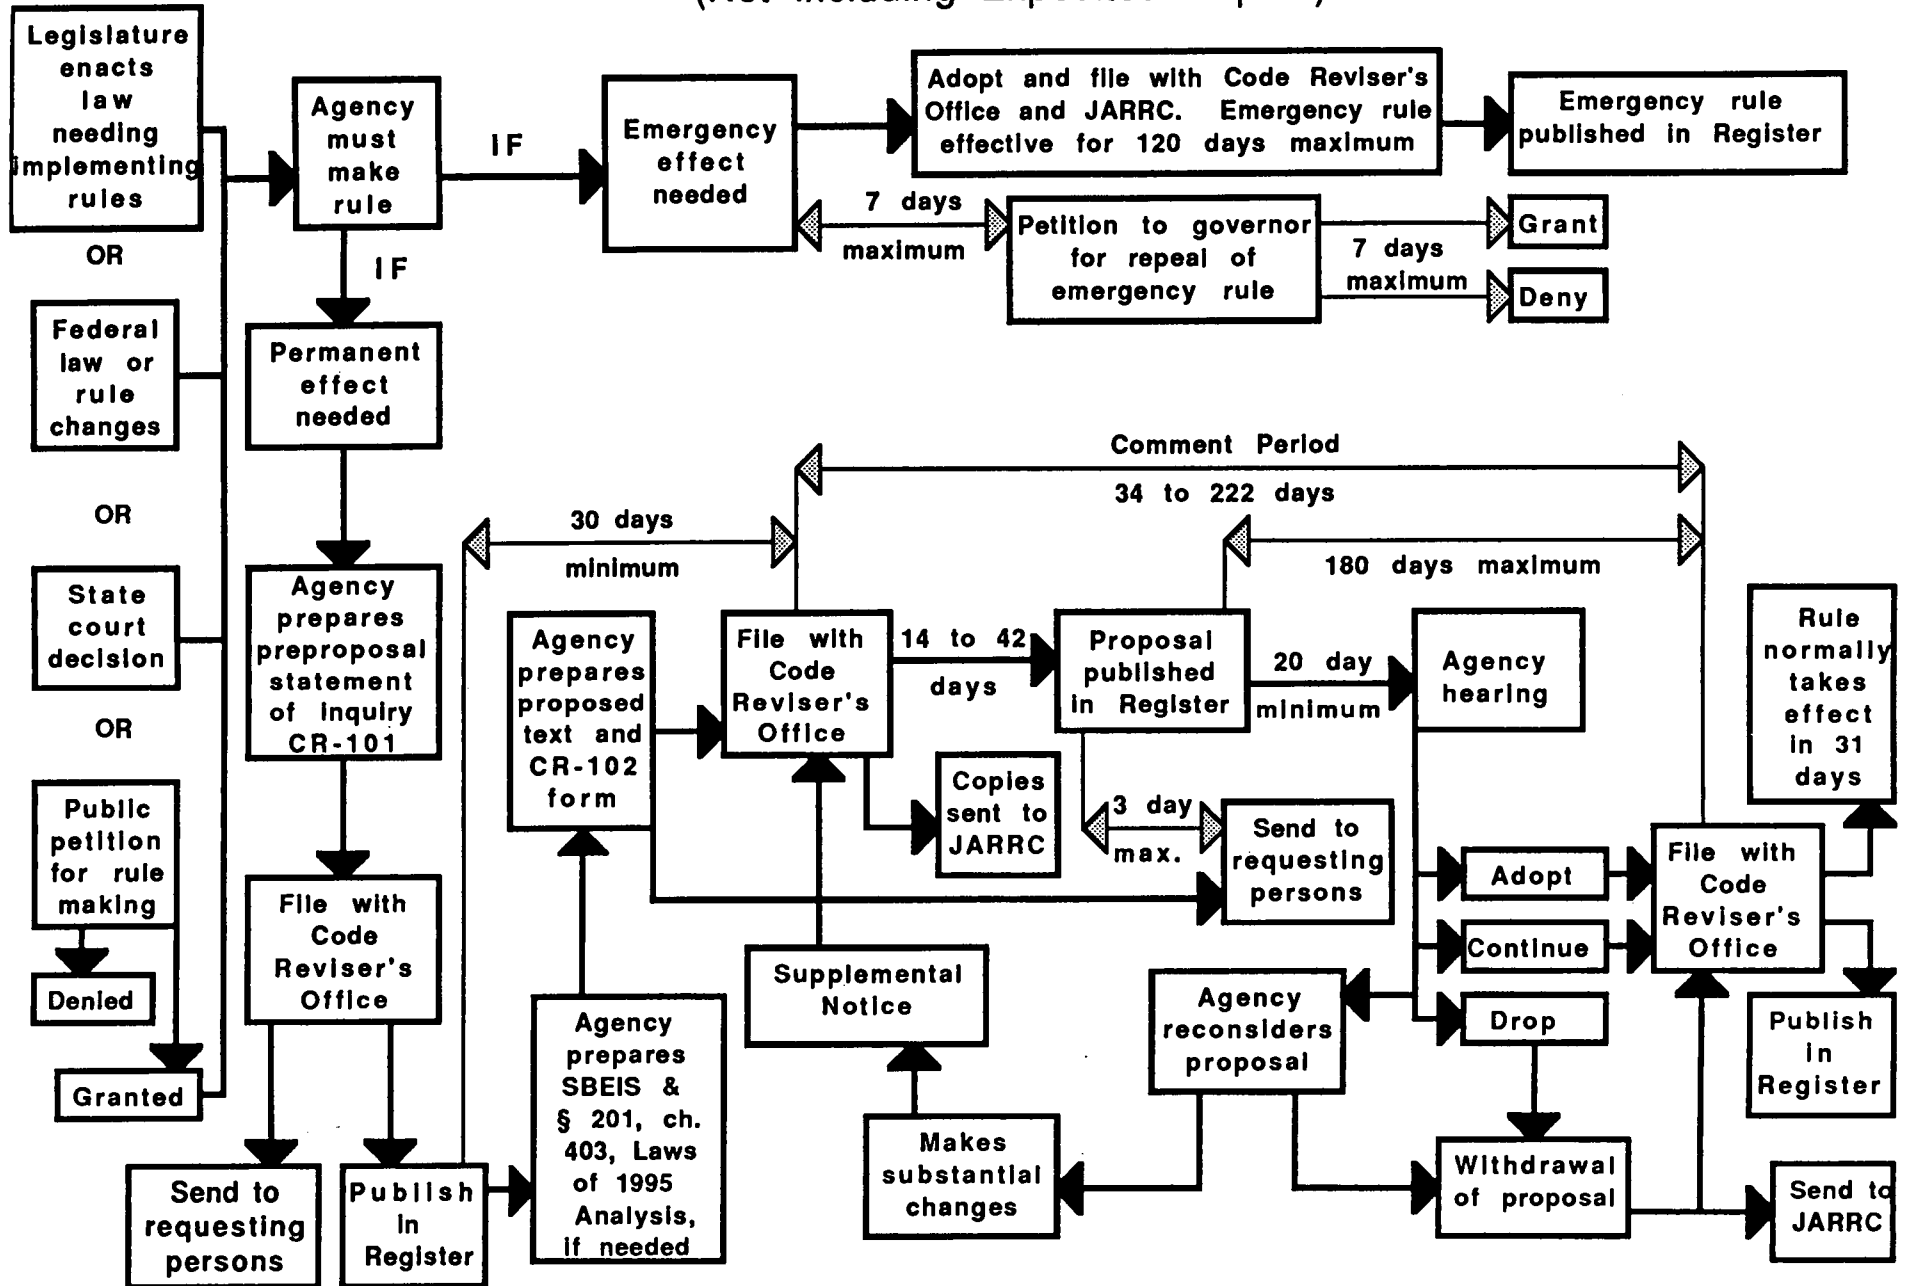 (Not Including Expedited
Legislature
enacts
law
needing
implementing
rules
OR
Federal
law or
rule
changes
OR
State
court
decision
OR
Public
petition
for rule
making
Denied
Granted
Agency
must
make
rule
IF
IF
Emergency
effect
needed
Adopt and file with Code Reviser's
Office and JARRC. Emergency rule
effective for 120 days maximum
Emergency rule
published in Register
7 days
maximum
Petition to governor
for repeal of
emergency rule
7 days
maximum
Grant
Deny
Permanent
effect
needed
Agency
prepares
preproposal
statement
of inquiry
CR-101
File with
Code
Reviser's
Office
Send to
requesting
persons
Publish
in
Register
30 days
minimum
Agency
prepares
SBEIS &
§ 201, ch.
403, Laws
of 1995
Analysis,
if needed
Agency
prepares
proposed
text and
CR-102
form
File with
Code
Reviser's
Office
Comment Period
34 to 222 days
180 days maximum
14 to 42
days
Copies
sent to
JARRC
Proposal
published
in Register
20 day
minimum
3 day
max.
Send to
requesting
persons
Agency
hearing
Adopt
Continue
Drop
Supplemental
Notice
Makes
substantial
changes
Agency
reconsiders
proposal
Withdrawal
of proposal
File with
Code
Reviser's
Office
Rule
normally
takes
effect
in 31
days
Publish
in
Register
Send to
JARRC